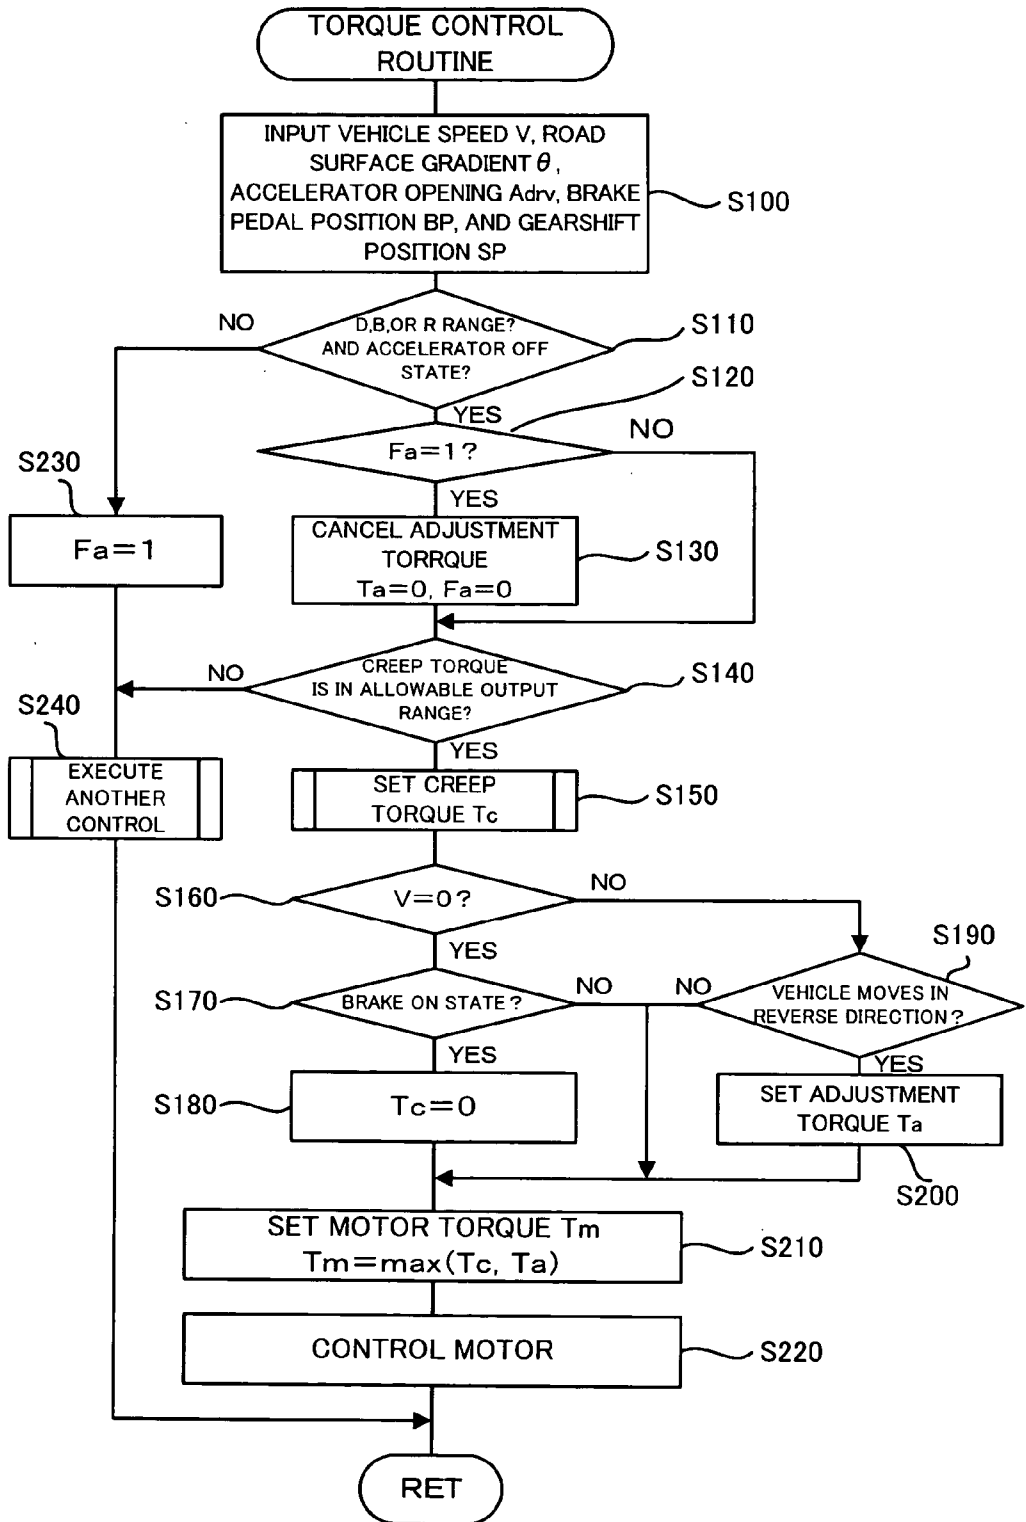 TORQUE CONTROL
ROUTINE
INPUT VEHICLE SPEED V, ROAD
SURFACE GRADIENT θ,
ACCELERATOR OPENING Adrv, BRAKE
PEDAL POSITION BP, AND GEARSHIFT
POSITION SP
S100
NO
D,B,OR R RANGE?
AND ACCELERATOR OFF
STATE?
S110
YES
S120
Fa=1?
NO
S230
Fa=1
YES
CANCEL ADJUSTMENT
TORRQUE
Ta=0, Fa=0
S130
NO
CREEP TORQUE
IS IN ALLOWABLE OUTPUT
RANGE?
S140
S240
EXECUTE
ANOTHER
CONTROL
YES
SET CREEP
TORQUE Tc
S150
S160
V=0?
NO
YES
S190
S170
BRAKE ON STATE?
NO
NO
VEHICLE MOVES IN
REVERSE DIRECTION?
YES
YES
S180
Tc=0
SET ADJUSTMENT
TORQUE Ta
S200
SET MOTOR TORQUE Tm
Tm=max(Tc, Ta)
S210
CONTROL MOTOR
S220
RET